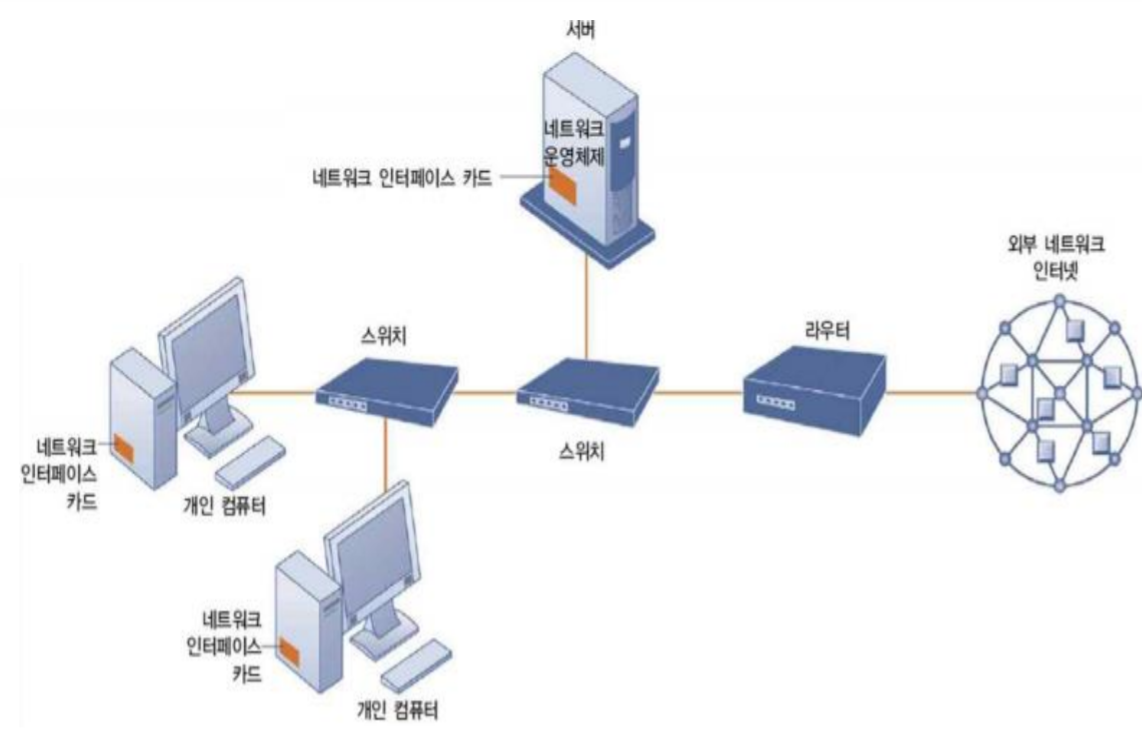 서버
네트워크
운영체제
네트워크 인터페이스 카드
외부 네트워크
인터넷
스위치
라우터
스위치
네트워크
인터페이스
카드
개인 컴퓨터
네트워크
인터페이스
카드
개인 컴퓨터